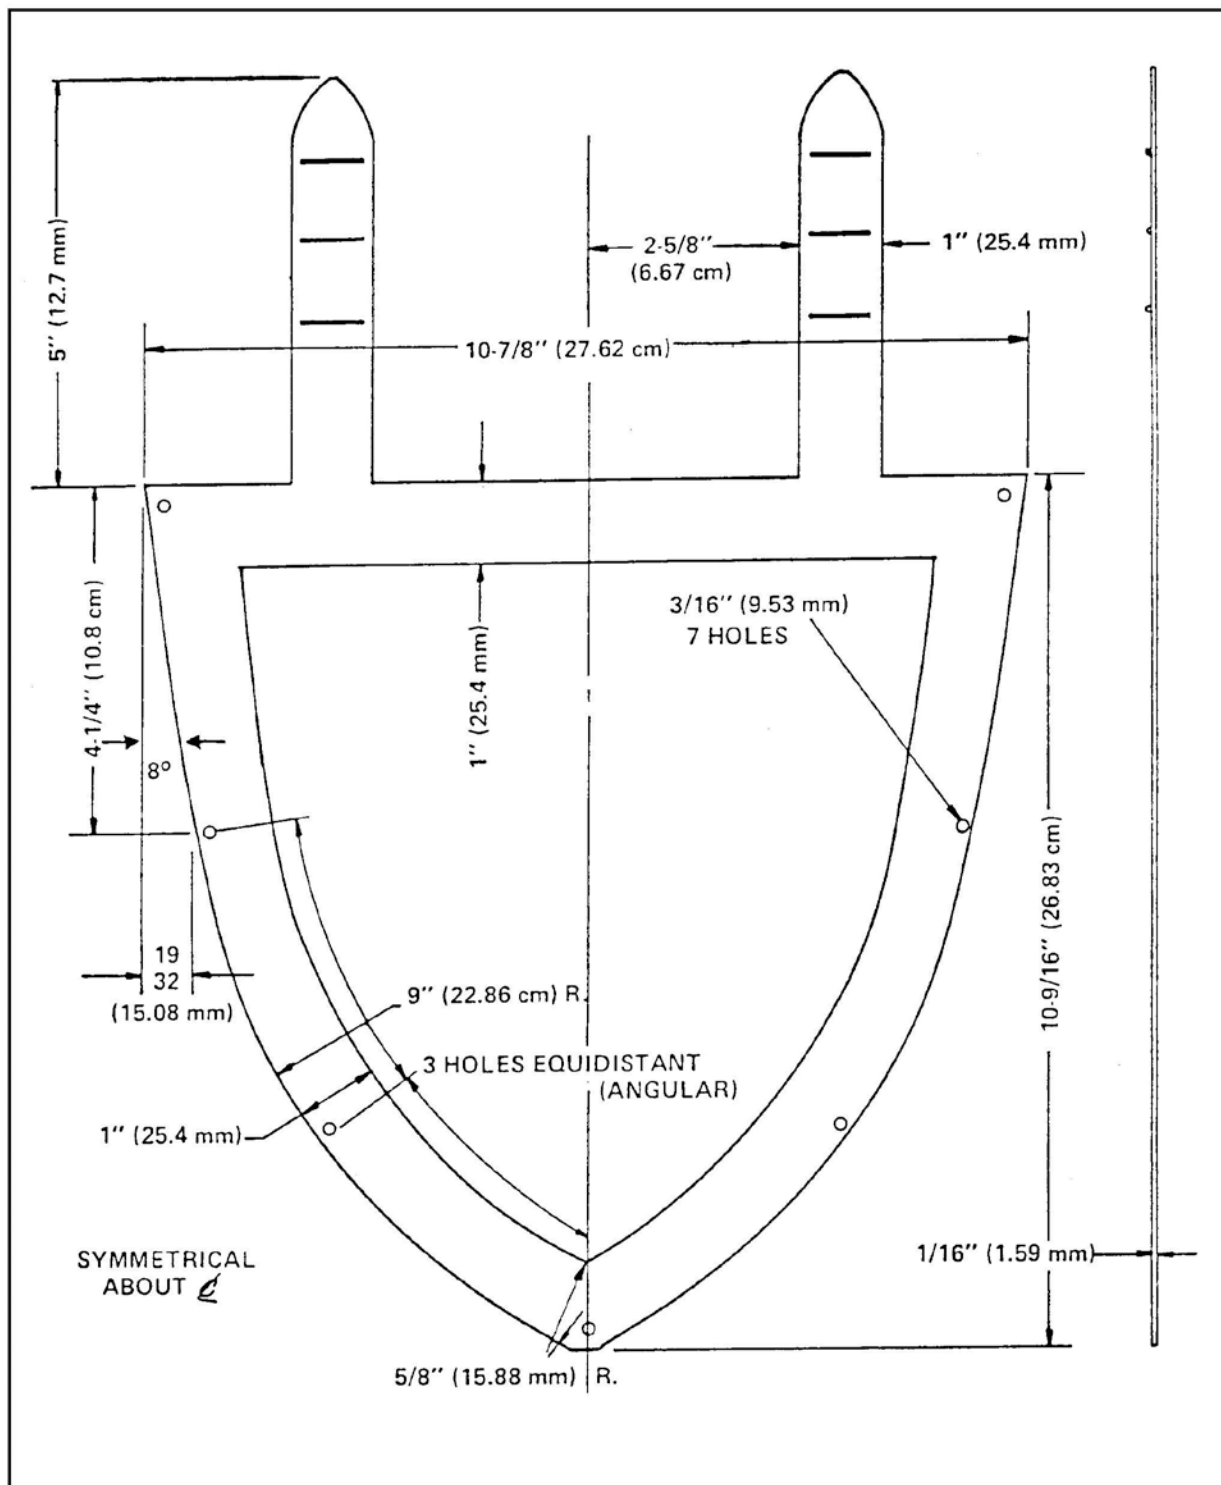 5" (12.7 mm)
2-5/8"
(6.67 cm)
1" (25.4 mm)
10-7/8" (27.62 cm)
4-1/4" (10.8 cm)
1" (25.4 mm)
3/16" (9.53 mm)
7 HOLES
8°
19
32
(15.08 mm)
9" (22.86 cm) R.
3 HOLES EQUIDISTANT
(ANGULAR)
1" (25.4 mm)
10-9/16" (26.83 cm)
SYMMETRICAL
ABOUT ℄
1/16" (1.59 mm)
5/8" (15.88 mm) R.